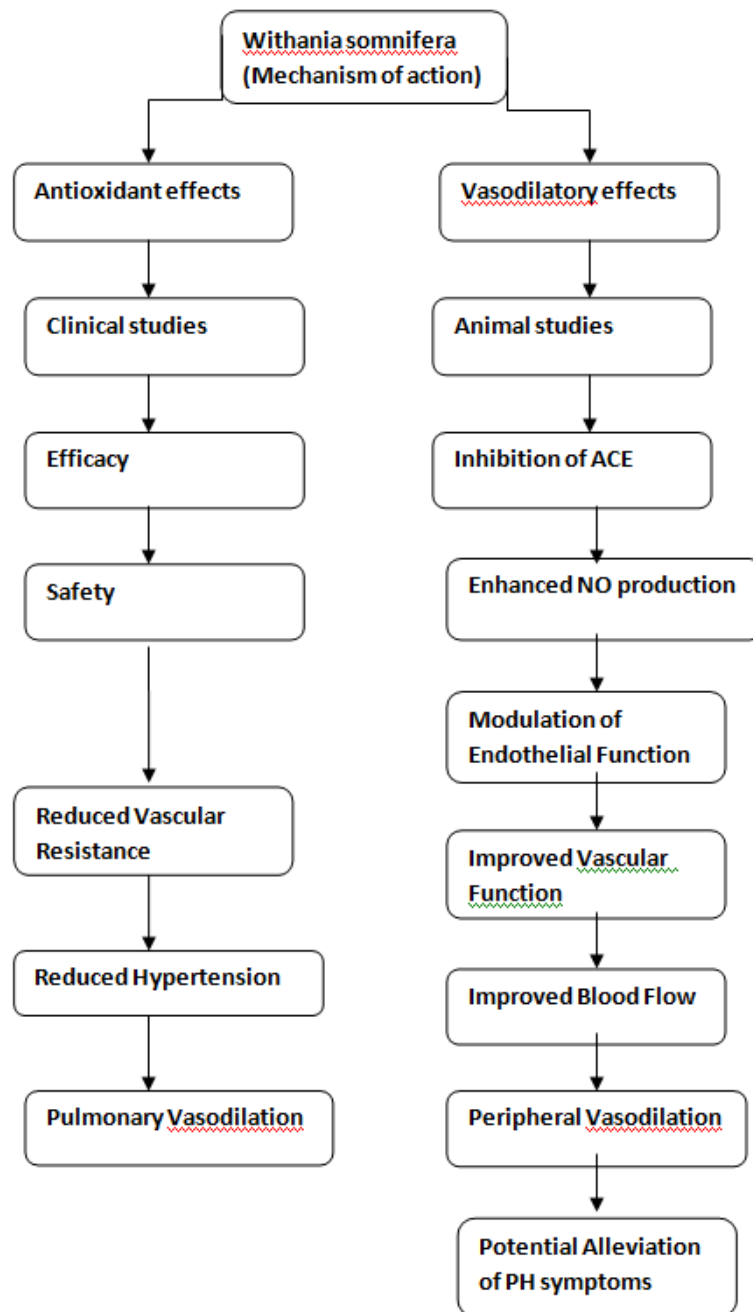 Withania somnifera
(Mechanism of action)
Antioxidant effects
Vasodilatory effects
Clinical studies
Animal studies
Efficacy
Inhibition of ACE
Safety
Enhanced NO production
Modulation of
Endothelial Function
Reduced Vascular
Resistance
Improved Vascular
Function
Reduced Hypertension
Improved Blood Flow
Pulmonary Vasodilation
Peripheral Vasodilation
Potential Alleviation
of PH symptoms